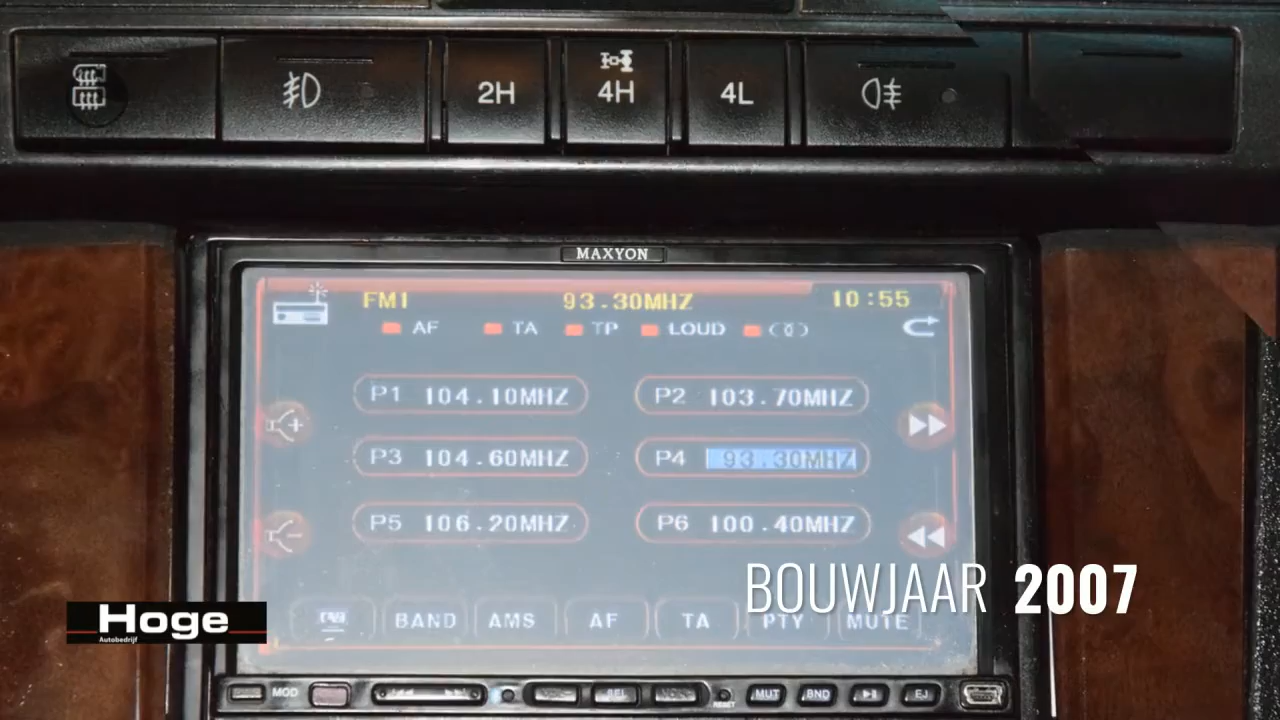 2H
4H
4L
MAXYON
FM1 93.30MHZ 10:55
AF TA TP LOUD
P1 104.10MHZ P2 103.70MHZ
P3 104.60MHZ P4 93.30MHZ
P5 106.20MHZ P6 100.40MHZ
BOUWJAAR 2007
BAND AMS AF TA PTY MUTE
Hoge
Autobedrijf
MOD SEL RESET MUT BND EJ